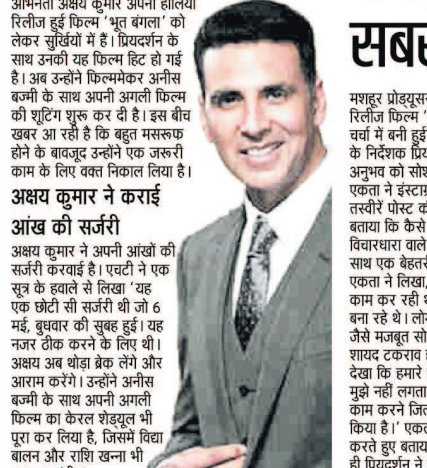 अभिनेता अक्षय कुमार अपनी हालिया
रिलीज हुई फिल्म 'भूत बंगला' को
लेकर सुर्खियों में हैं। प्रियदर्शन के
साथ उनकी यह फिल्म हिट हो गई
है। अब उन्होंने फिल्ममेकर अनीस
बज्मी के साथ अपनी अगली फिल्म
की शूटिंग शुरू कर दी है। इस बीच
खबर आ रही है कि बहुत मसरूफ
होने के बावजूद उन्होंने एक जरूरी
काम के लिए वक्त निकाल लिया है।
अक्षय कुमार ने कराई
आंख की सर्जरी
अक्षय कुमार ने अपनी आंखों की
सर्जरी करवाई है। एचटी ने एक
सूत्र के हवाले से लिखा 'यह
एक छोटी सी सर्जरी थी जो 6
मई, बुधवार की सुबह हुई। यह
नजर ठीक करने के लिए थी।
अक्षय अब थोड़ा ब्रेक लेंगे और
आराम करेंगे। उन्होंने अनीस
बज्मी के साथ अपनी अगली
फिल्म का केरल शेड्यूल भी
पूरा कर लिया है, जिसमें विद्या
बालन और राशि खन्ना भी
मशहूर प्रोड्यूसर
रिलीज फिल्म '
चर्चा में बनी हुई
के निर्देशक
अनुभव को
एकता ने
तस्वीरें पोस्ट
बताया कि कैसे
विचारधारा वाले
साथ एक
एकता ने लिखा,
काम कर रही
बना रहे थे।
जैसे मजबूत
शायद टकराव
देखा कि हमारे
मुझे नहीं लगता
काम करने
किया है।'
करते हुए
ही प्रियदर्शन ने